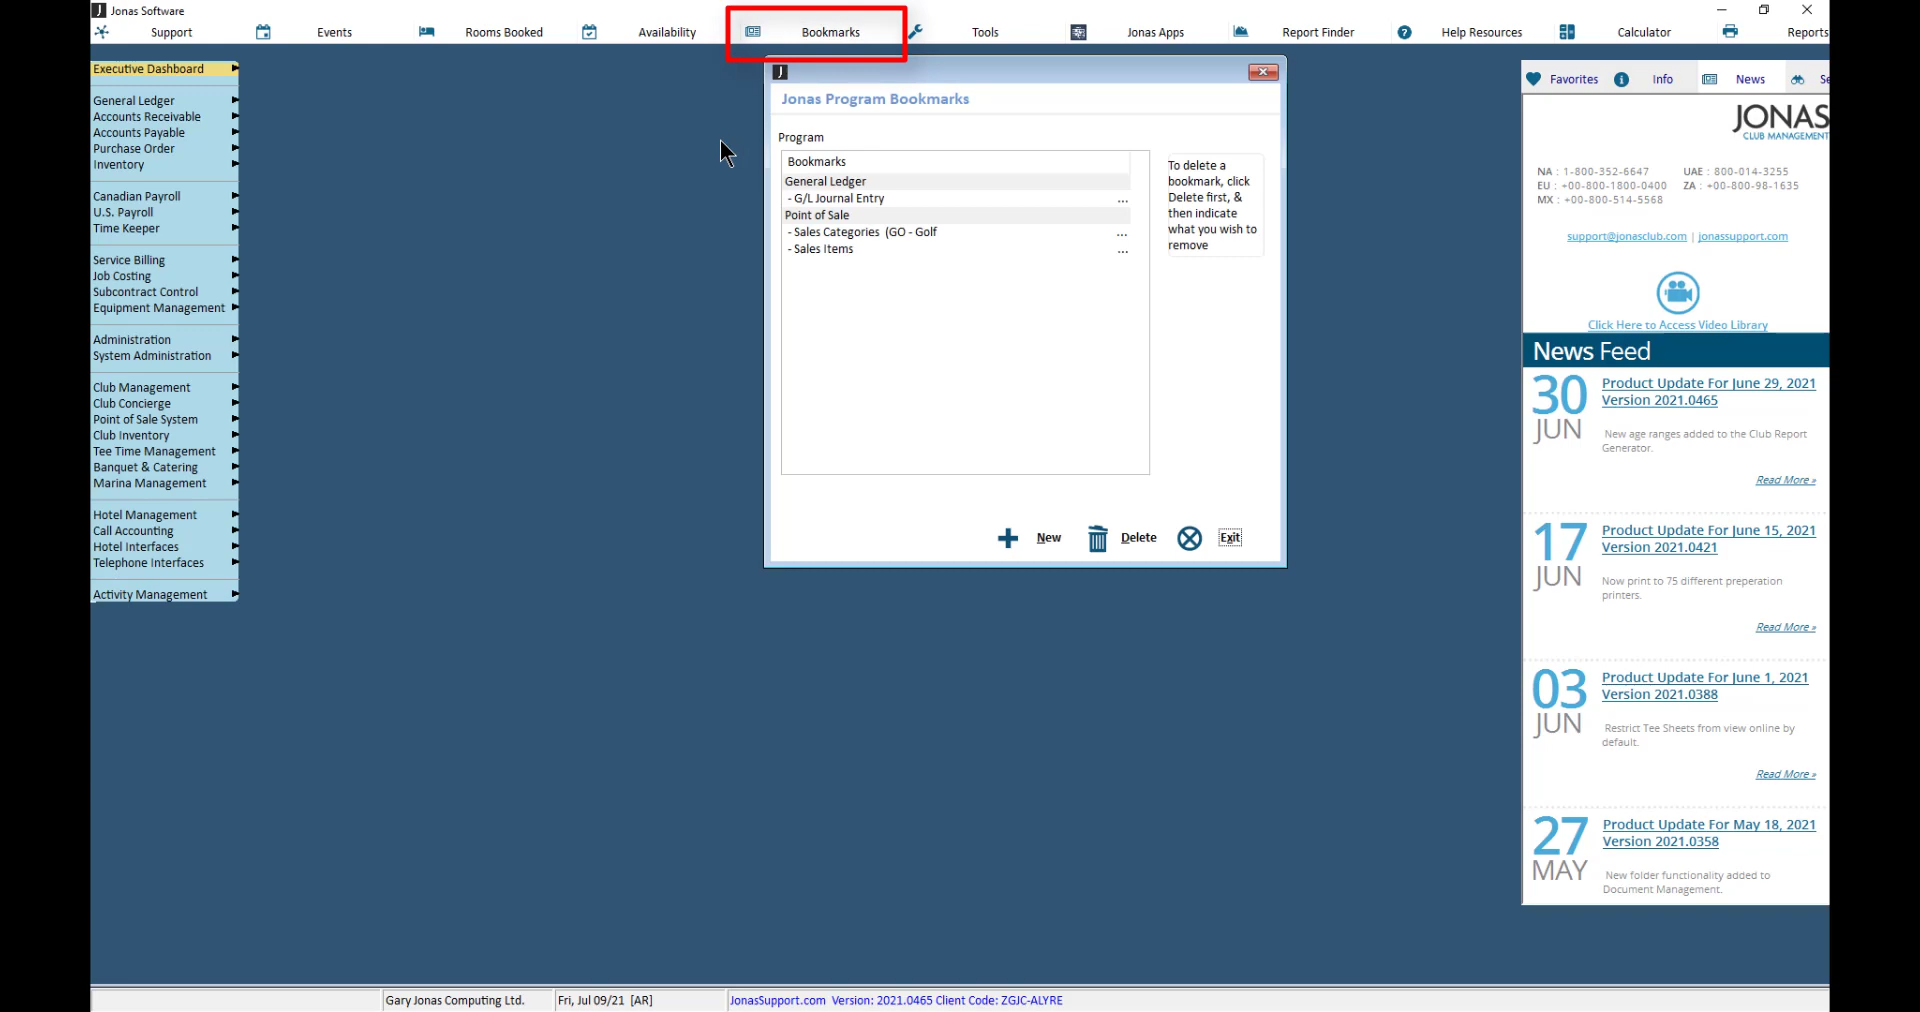 Jonas Software
Support Events Rooms Booked Availability Bookmarks Tools Jonas Apps Report Finder Help Resources Calculator Reports
Executive Dashboard
General Ledger
Accounts Receivable
Accounts Payable
Purchase Order
Inventory
Canadian Payroll
U.S. Payroll
Time Keeper
Service Billing
Job Costing
Subcontract Control
Equipment Management
Administration
System Administration
Club Management
Club Concierge
Point of Sale System
Club Inventory
Tee Time Management
Banquet & Catering
Marina Management
Hotel Management
Call Accounting
Hotel Interfaces
Telephone Interfaces
Activity Management
J
Jonas Program Bookmarks
Program
Bookmarks
General Ledger
- G/L Journal Entry ...
Point of Sale
- Sales Categories (GO - Golf ...
- Sales Items ...
To delete a
bookmark, click
Delete first, &
then indicate
what you wish to
remove
New Delete Exit
Favorites Info News Se
JONAS
CLUB MANAGEMENT
NA : 1-800-352-6647 UAE : 800-014-3255
EU : +00-800-1800-0400 ZA : +00-800-98-1635
MX : +00-800-514-5568
support@jonasclub.com | jonassupport.com
Click Here to Access Video Library
News Feed
30 JUN
Product Update For June 29, 2021
Version 2021.0465
New age ranges added to the Club Report
Generator.
Read More »
17 JUN
Product Update For June 15, 2021
Version 2021.0421
Now print to 75 different preperation
printers.
Read More »
03 JUN
Product Update For June 1, 2021
Version 2021.0388
Restrict Tee Sheets from view online by
default.
Read More »
27 MAY
Product Update For May 18, 2021
Version 2021.0358
New folder functionality added to
Document Management.
Gary Jonas Computing Ltd. Fri, Jul 09/21 [AR] JonasSupport.com Version: 2021.0465 Client Code: ZGJC-ALYRE